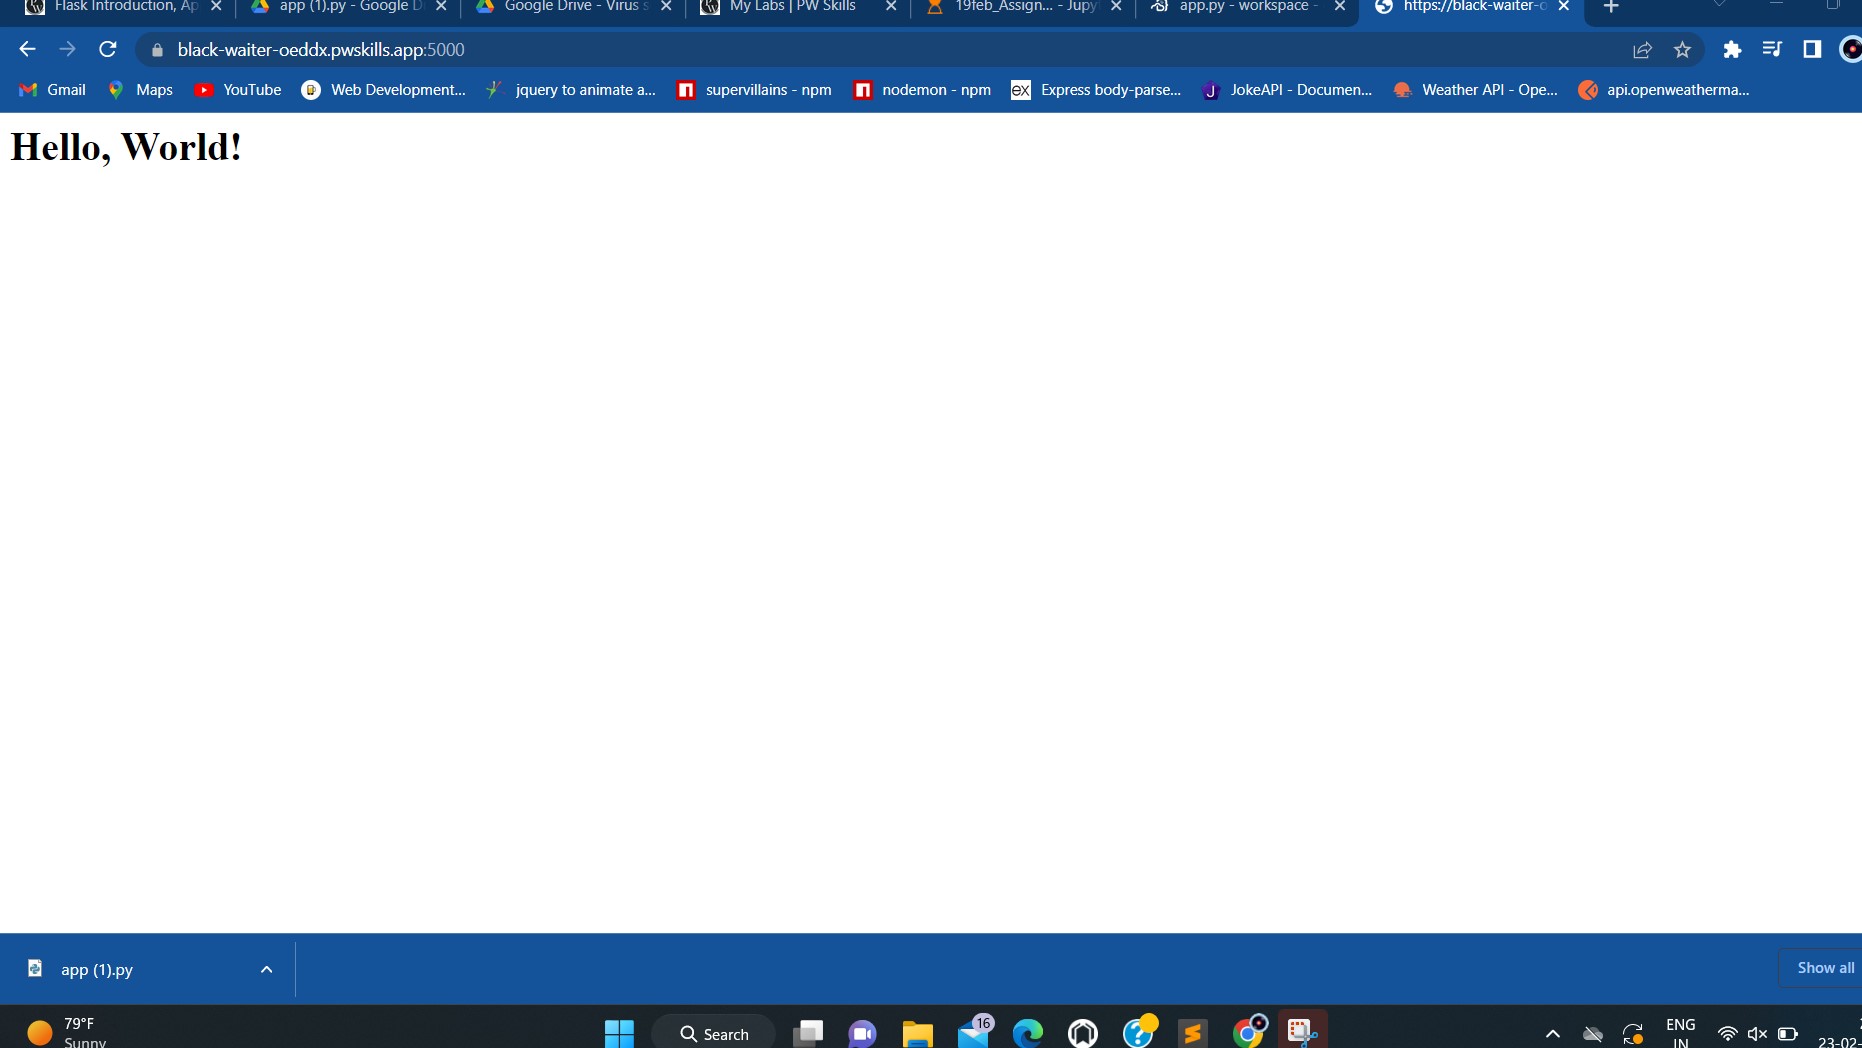 Flask Introduction, Ap
app (1).py - Google D
Google Drive - Virus s
My Labs | PW Skills
19feb_Assign... - Jupy
app.py - workspace -
https://black-waiter-o
black-waiter-oeddx.pwskills.app:5000
Gmail
Maps
YouTube
Web Development...
jquery to animate a...
supervillains - npm
nodemon - npm
ex
Express body-parse...
J
JokeAPI - Documen...
Weather API - Ope...
api.openweatherma...
Hello, World!
app (1).py
Show all
79°F
Sunny
Search
16
ENG
IN
23-02-